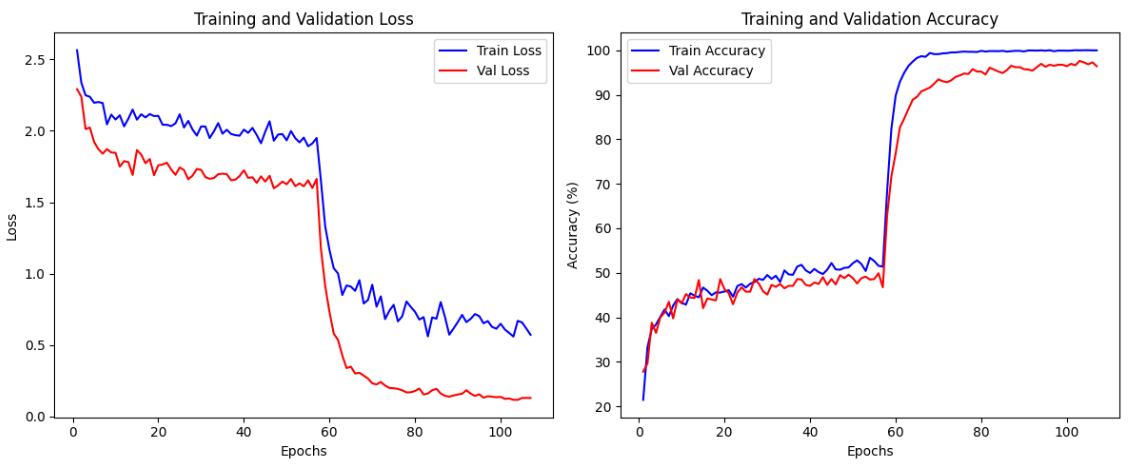 Training and Validation Loss
Train Loss
Val Loss
2.5
2.0
1.5
1.0
0.5
0.0
Loss
0 20 40 60 80 100
Epochs
Training and Validation Accuracy
Train Accuracy
Val Accuracy
100
90
80
70
60
50
40
30
20
Accuracy (%)
0 20 40 60 80 100
Epochs